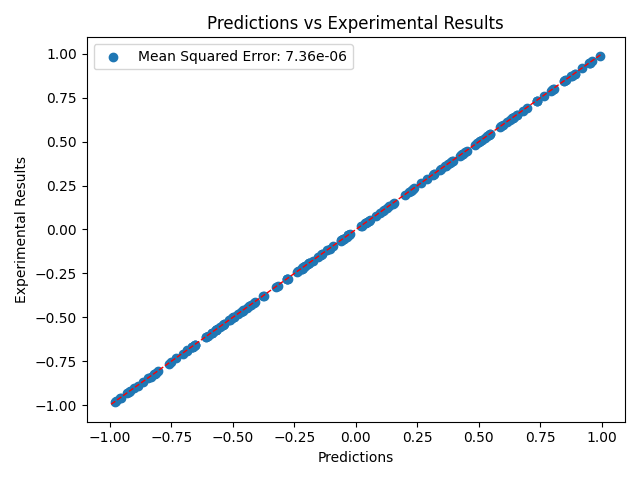 Predictions vs Experimental Results
Mean Squared Error: 7.36e-06
1.00
0.75
0.50
0.25
0.00
−0.25
−0.50
−0.75
−1.00
Experimental Results
−1.00 −0.75 −0.50 −0.25 0.00 0.25 0.50 0.75 1.00
Predictions